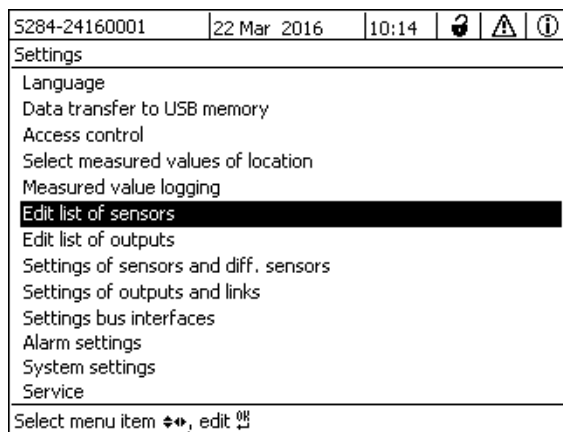 S284-24160001 22 Mar 2016 10:14
Settings
Language
Data transfer to USB memory
Access control
Select measured values of location
Measured value logging
Edit list of sensors
Edit list of outputs
Settings of sensors and diff. sensors
Settings of outputs and links
Settings bus interfaces
Alarm settings
System settings
Service
Select menu item, edit OK